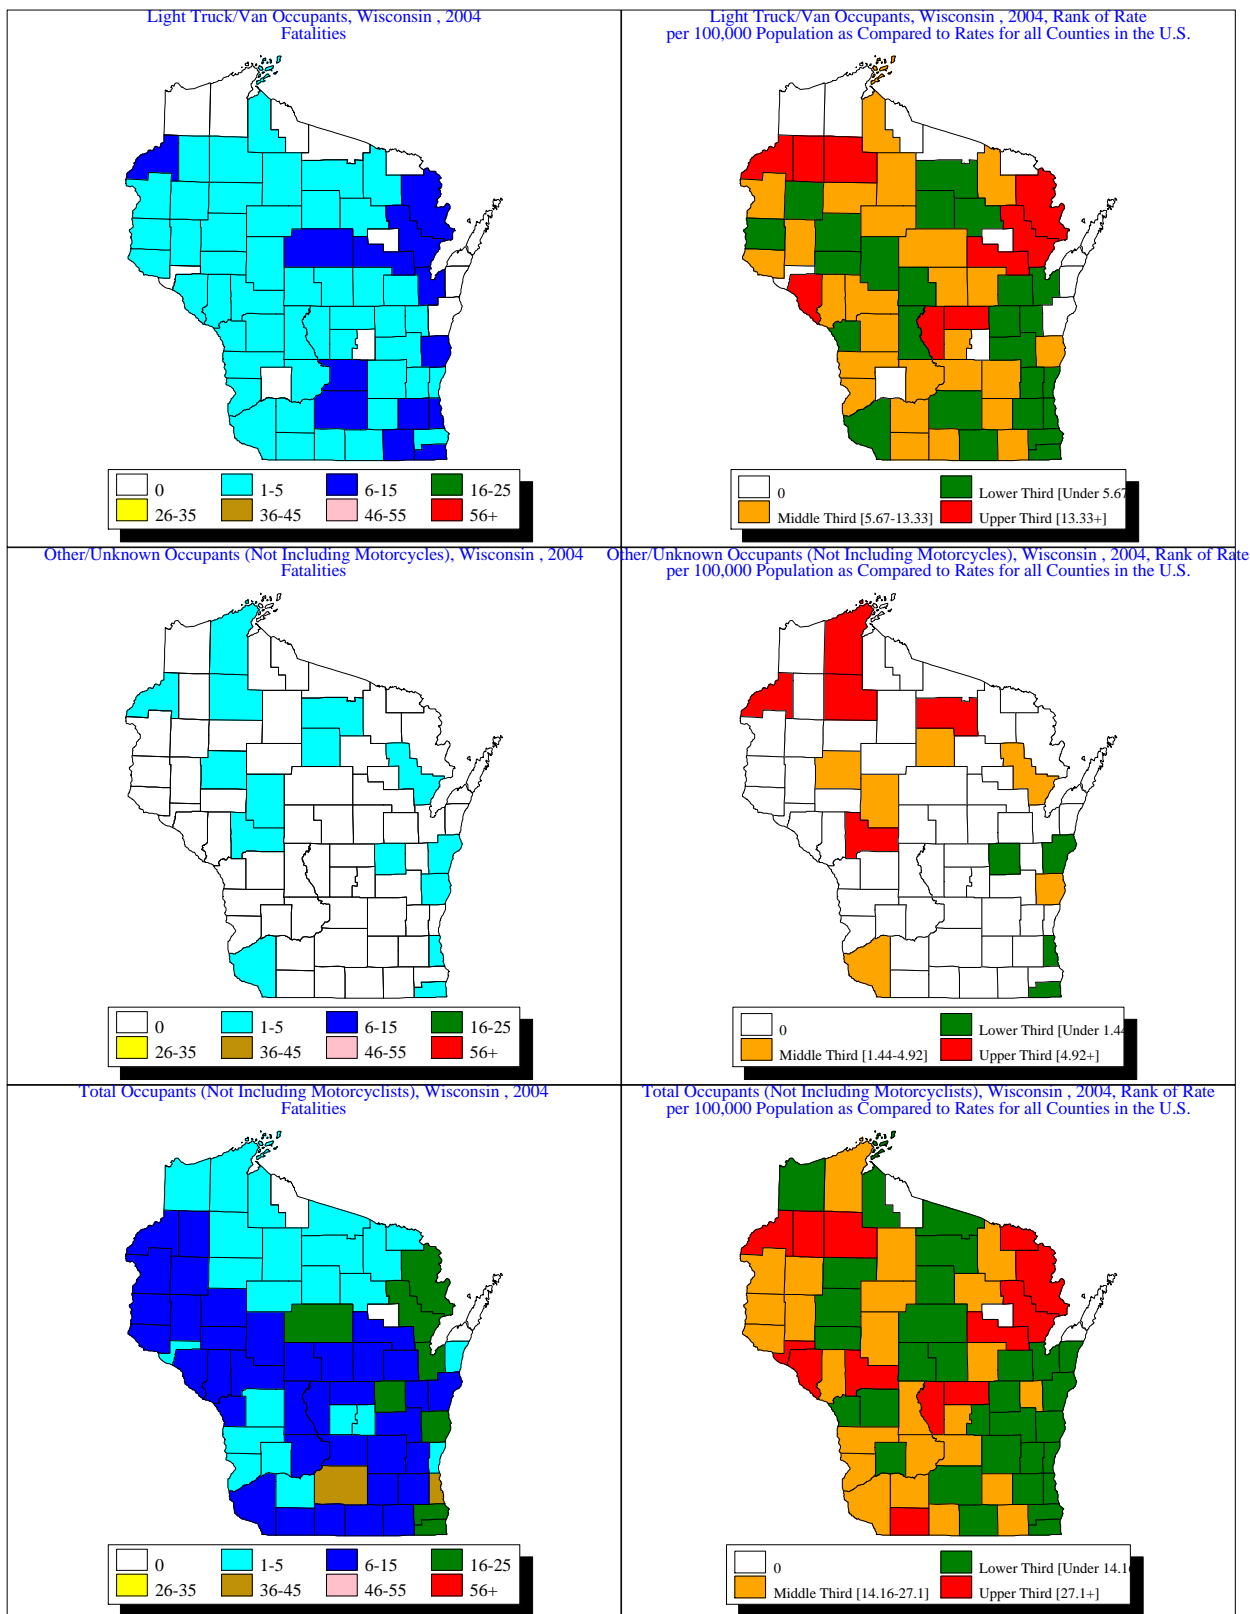 Light Truck/Van Occupants, Wisconsin , 2004
Fatalities
0
1-5
6-15
16-25
26-35
36-45
46-55
56+
Light Truck/Van Occupants, Wisconsin , 2004, Rank of Rate
per 100,000 Population as Compared to Rates for all Counties in the U.S.
0
Lower Third [Under 5.67
Middle Third [5.67-13.33]
Upper Third [13.33+]
Other/Unknown Occupants (Not Including Motorcycles), Wisconsin , 2004
Fatalities
0
1-5
6-15
16-25
26-35
36-45
46-55
56+
Other/Unknown Occupants (Not Including Motorcycles), Wisconsin , 2004, Rank of Rate
per 100,000 Population as Compared to Rates for all Counties in the U.S.
0
Lower Third [Under 1.44
Middle Third [1.44-4.92]
Upper Third [4.92+]
Total Occupants (Not Including Motorcyclists), Wisconsin , 2004
Fatalities
0
1-5
6-15
16-25
26-35
36-45
46-55
56+
Total Occupants (Not Including Motorcyclists), Wisconsin , 2004, Rank of Rate
per 100,000 Population as Compared to Rates for all Counties in the U.S.
0
Lower Third [Under 14.16
Middle Third [14.16-27.1]
Upper Third [27.1+]